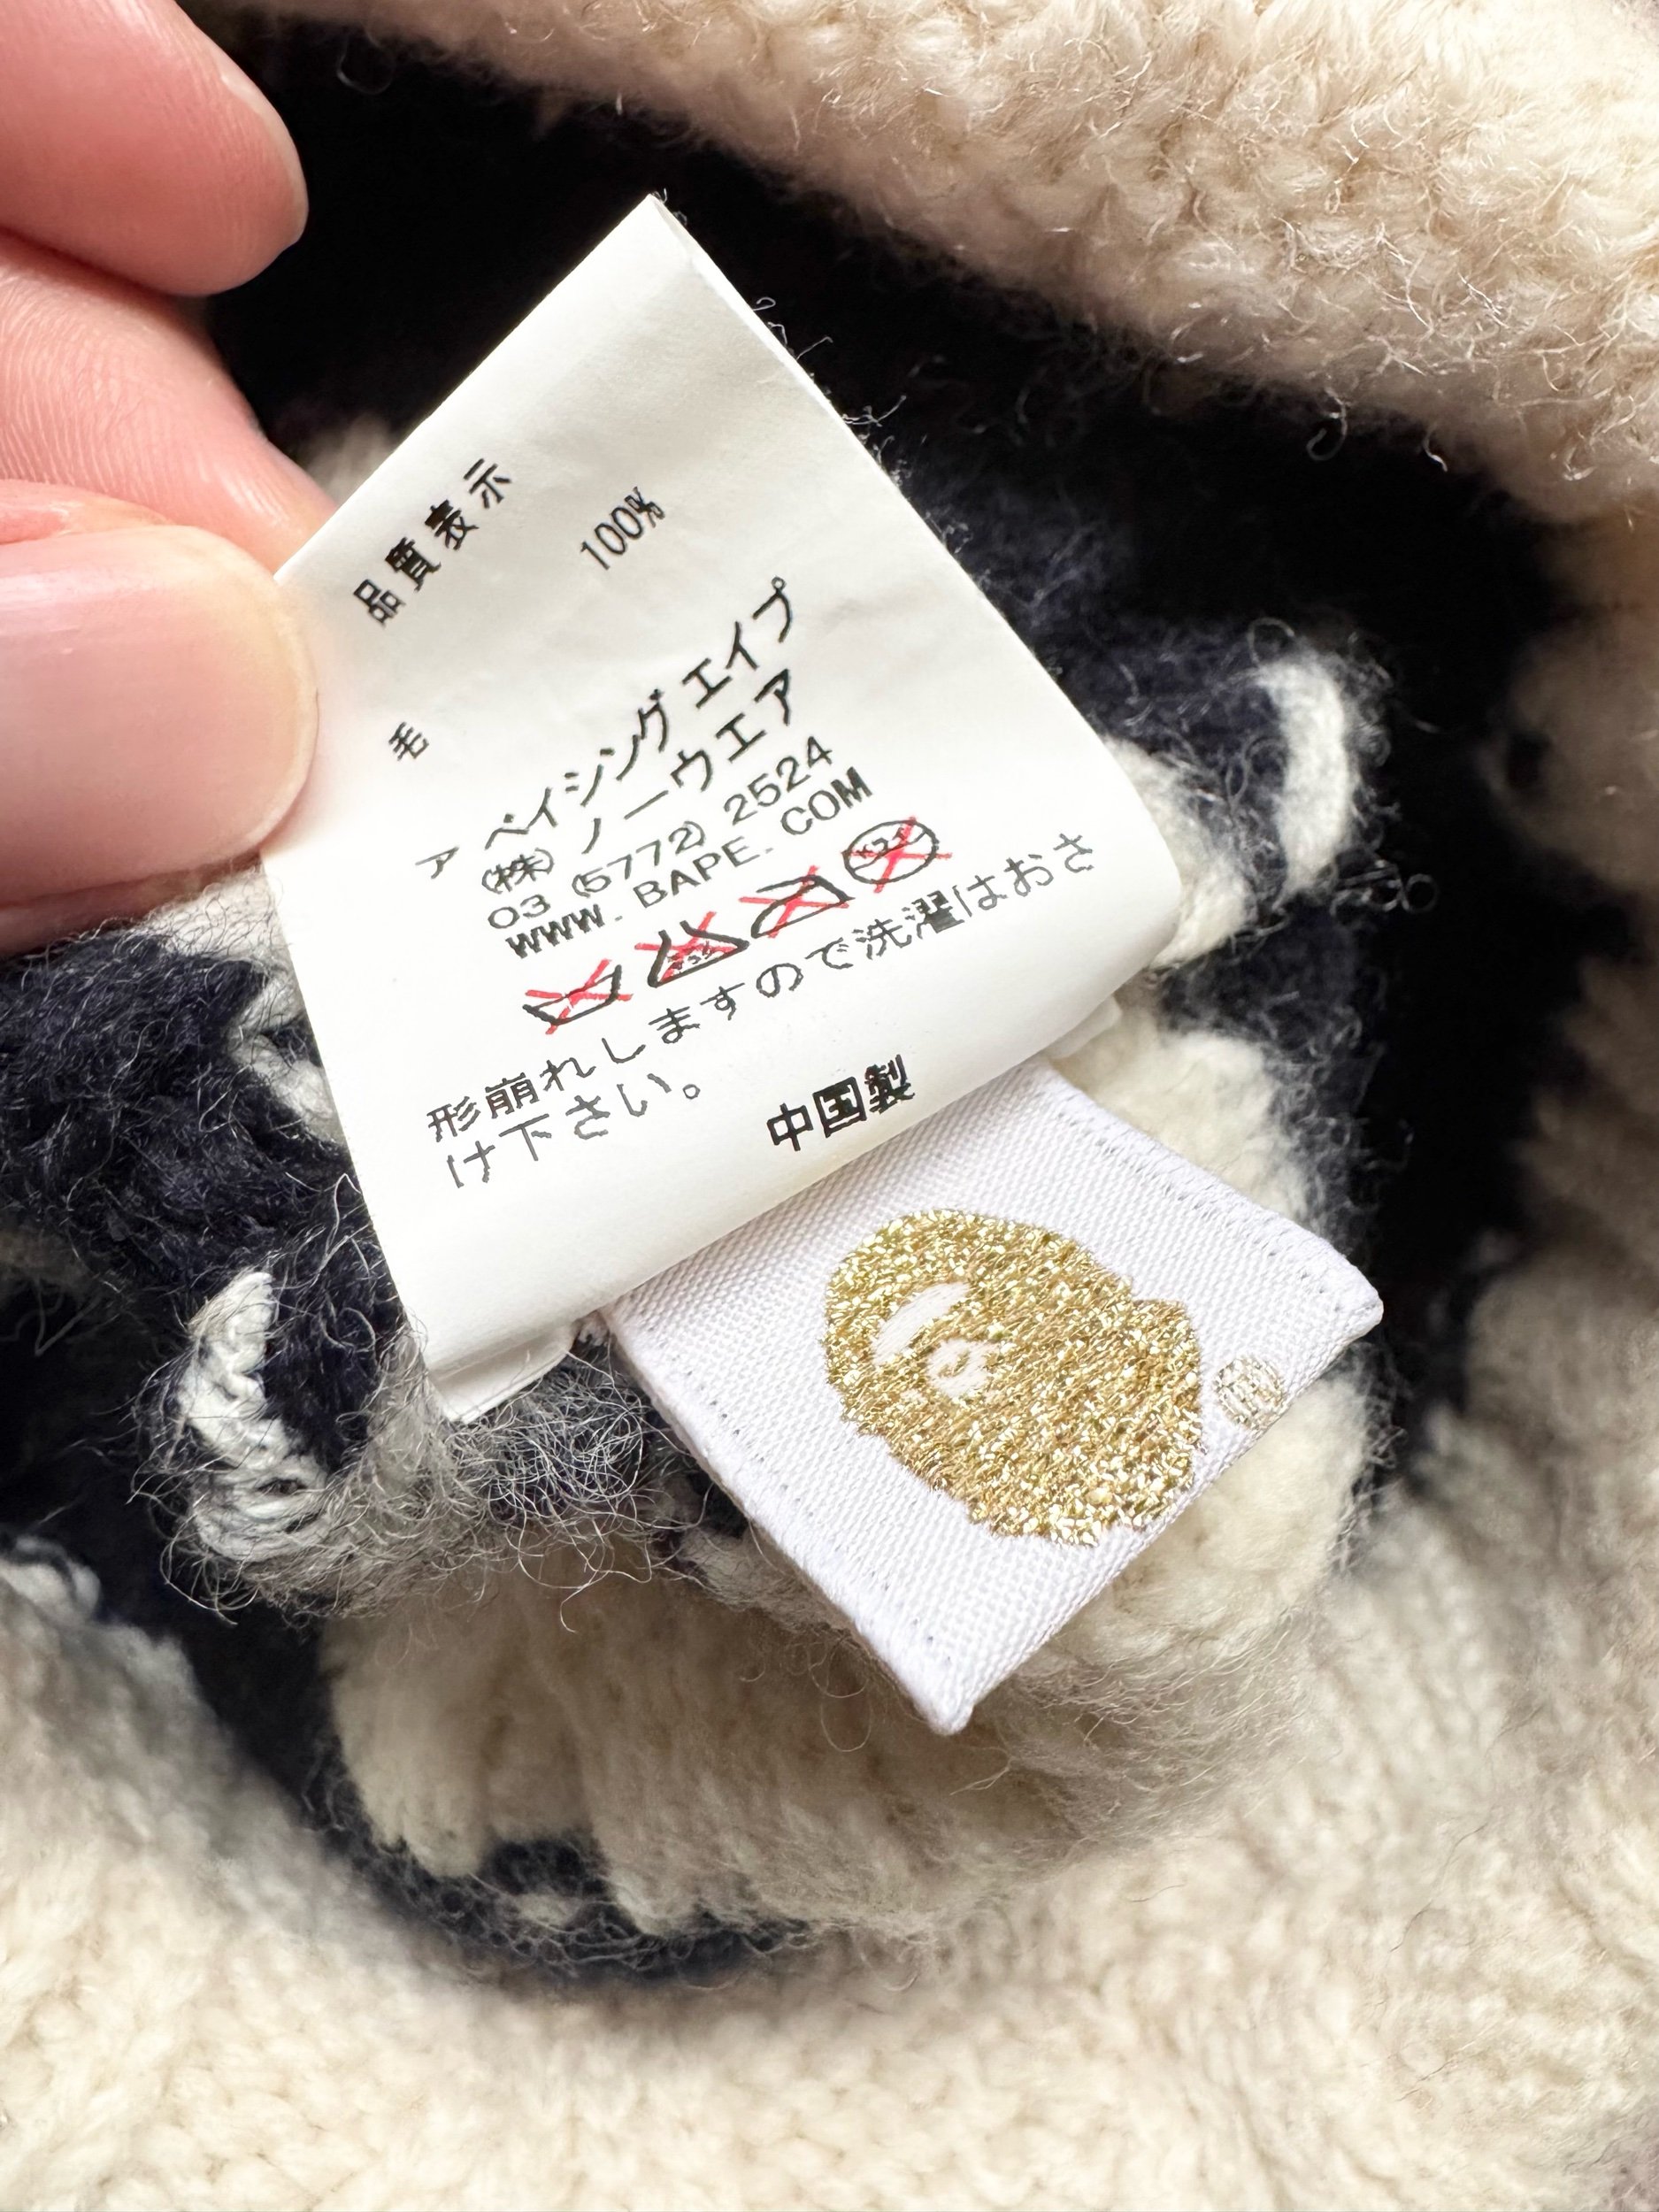 品質表示
毛 100%
ア ベイシング エイプ
(株) ノーウエア
03 (5772) 2524
WWW. BAPE. COM
形崩れしますので洗濯はおさ
け下さい。
中国製